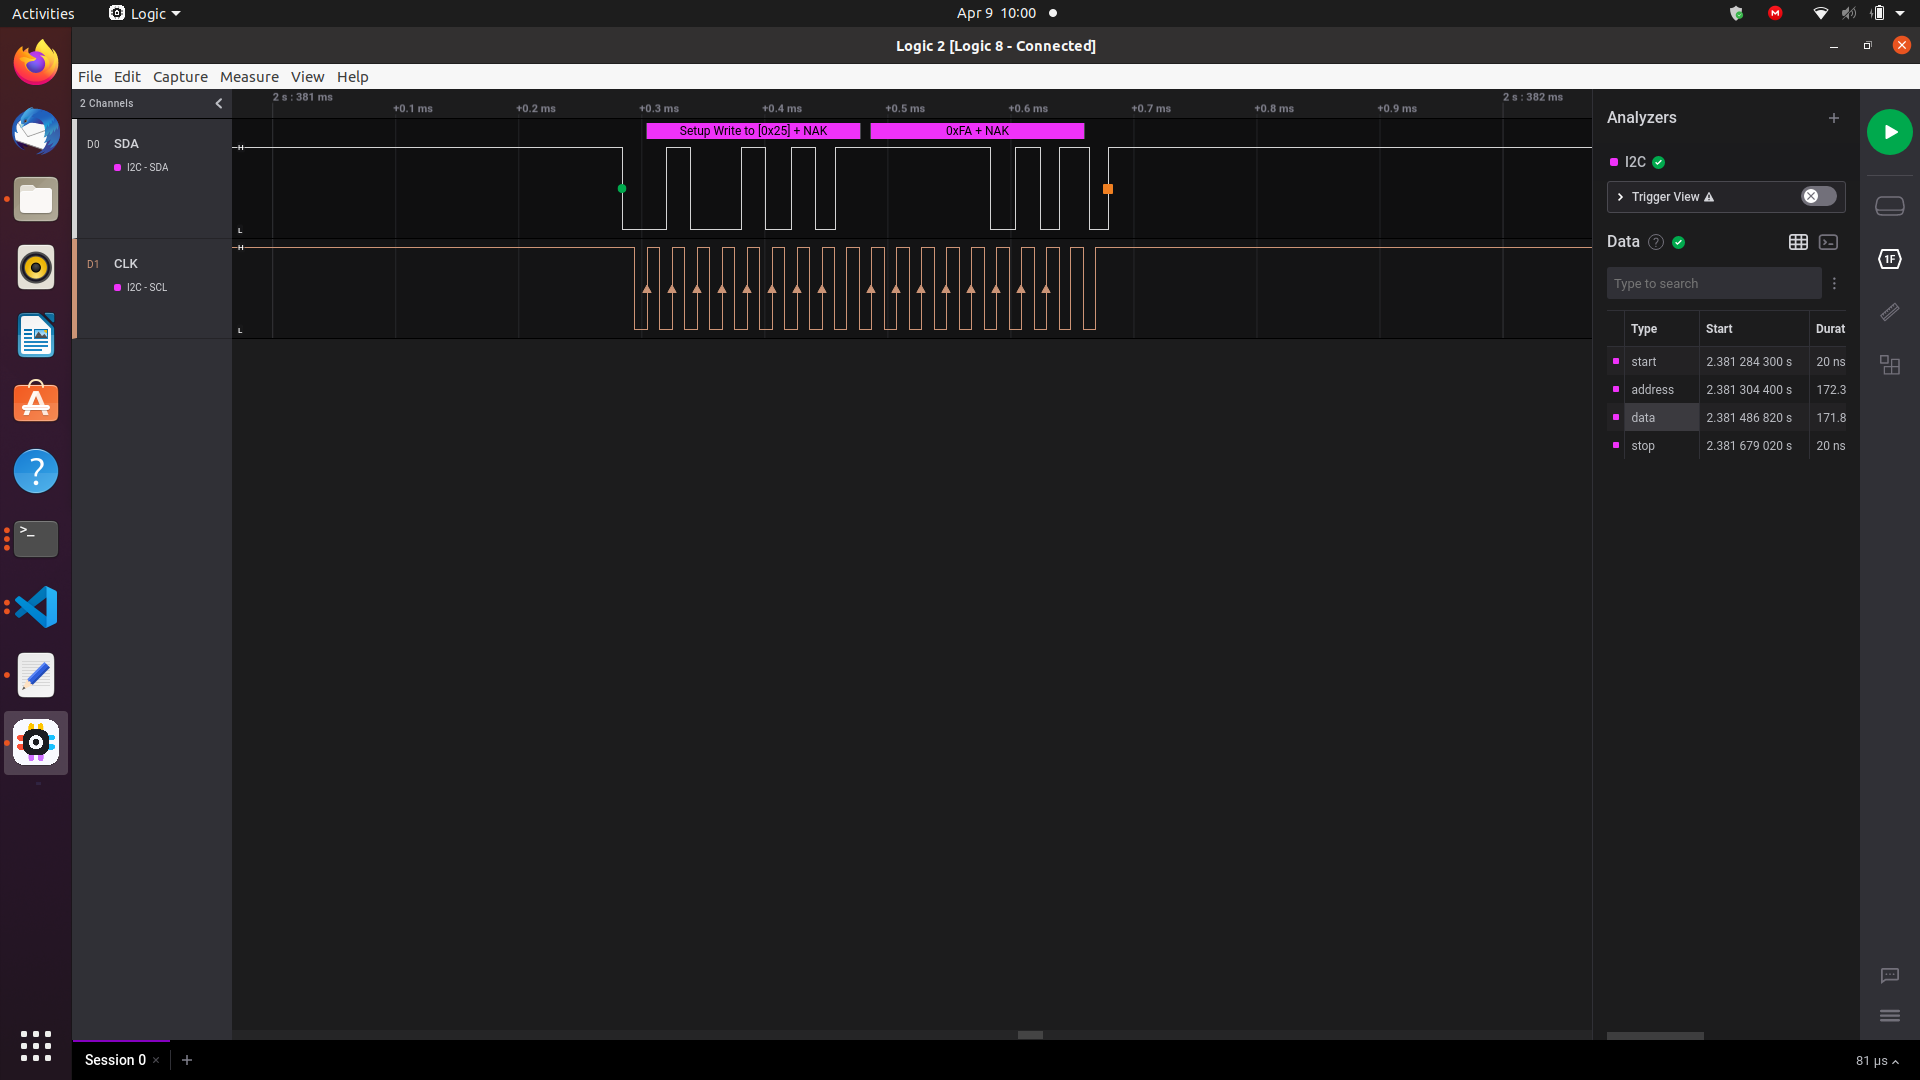 Activities Logic Apr 9 10:00
Logic 2 [Logic 8 - Connected]
File Edit Capture Measure View Help
2 Channels
2 s : 381 ms 2 s : 382 ms
+0.1 ms +0.2 ms +0.3 ms +0.4 ms +0.5 ms +0.6 ms +0.7 ms +0.8 ms +0.9 ms
Setup Write to [0x25] + NAK 0xFA + NAK
D0 SDA
I2C - SDA
H
L
D1 CLK
I2C - SCL
H
L
Analyzers
I2C
Trigger View
Data
Type to search
Type Start Durat
start 2.381 284 300 s 20 ns
address 2.381 304 400 s 172.3
data 2.381 486 820 s 171.8
stop 2.381 679 020 s 20 ns
1F
Session 0
81 µs